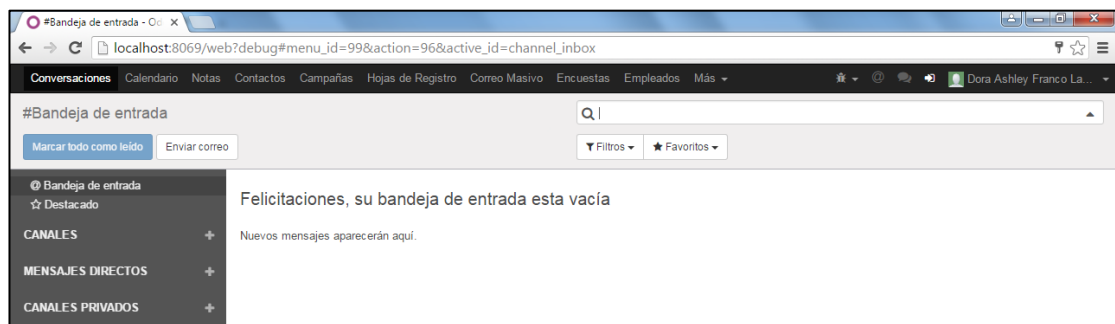 #Bandeja de entrada - Od
localhost:8069/web?debug#menu_id=99&action=96&active_id=channel_inbox
Conversaciones Calendario Notas Contactos Campañas Hojas de Registro Correo Masivo Encuestas Empleados Más @ Dora Ashley Franco La...
#Bandeja de entrada
Marcar todo como leído Enviar correo Filtros Favoritos
@ Bandeja de entrada
Destacado
CANALES +
MENSAJES DIRECTOS +
CANALES PRIVADOS +
Felicitaciones, su bandeja de entrada esta vacía
Nuevos mensajes aparecerán aquí.